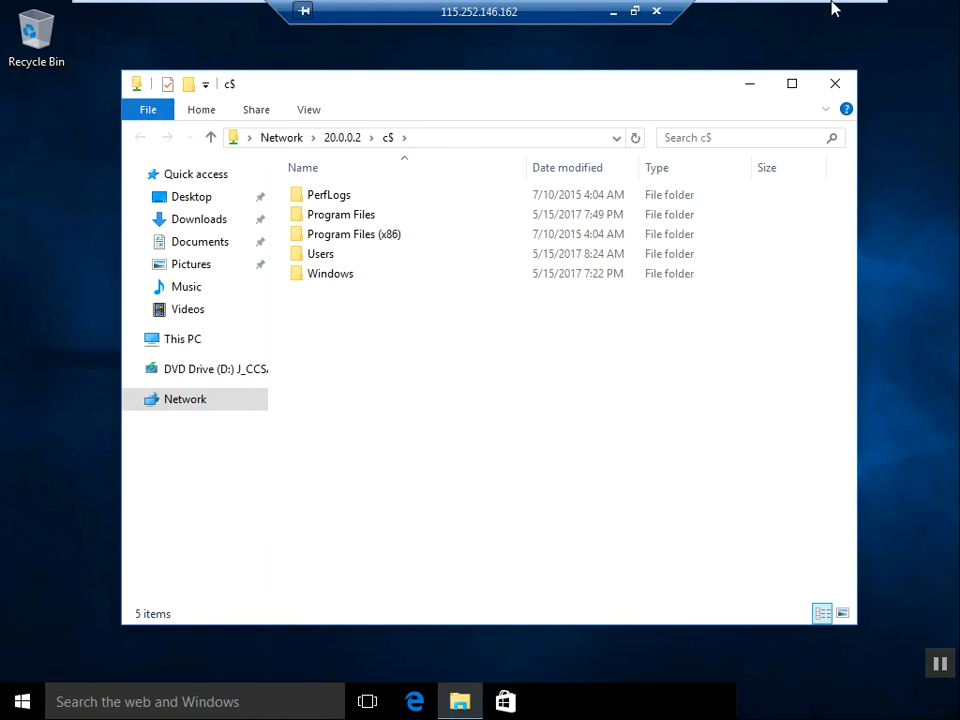 115.252.146.162
Recycle Bin
c$
File Home Share View
Network 20.0.0.2 c$
Search c$
Name Date modified Type Size
Quick access
Desktop
Downloads
Documents
Pictures
Music
Videos
This PC
DVD Drive (D:) J_CCSA
Network
PerfLogs 7/10/2015 4:04 AM File folder
Program Files 5/15/2017 7:49 PM File folder
Program Files (x86) 7/10/2015 4:04 AM File folder
Users 5/15/2017 8:24 AM File folder
Windows 5/15/2017 7:22 PM File folder
5 items
Search the web and Windows